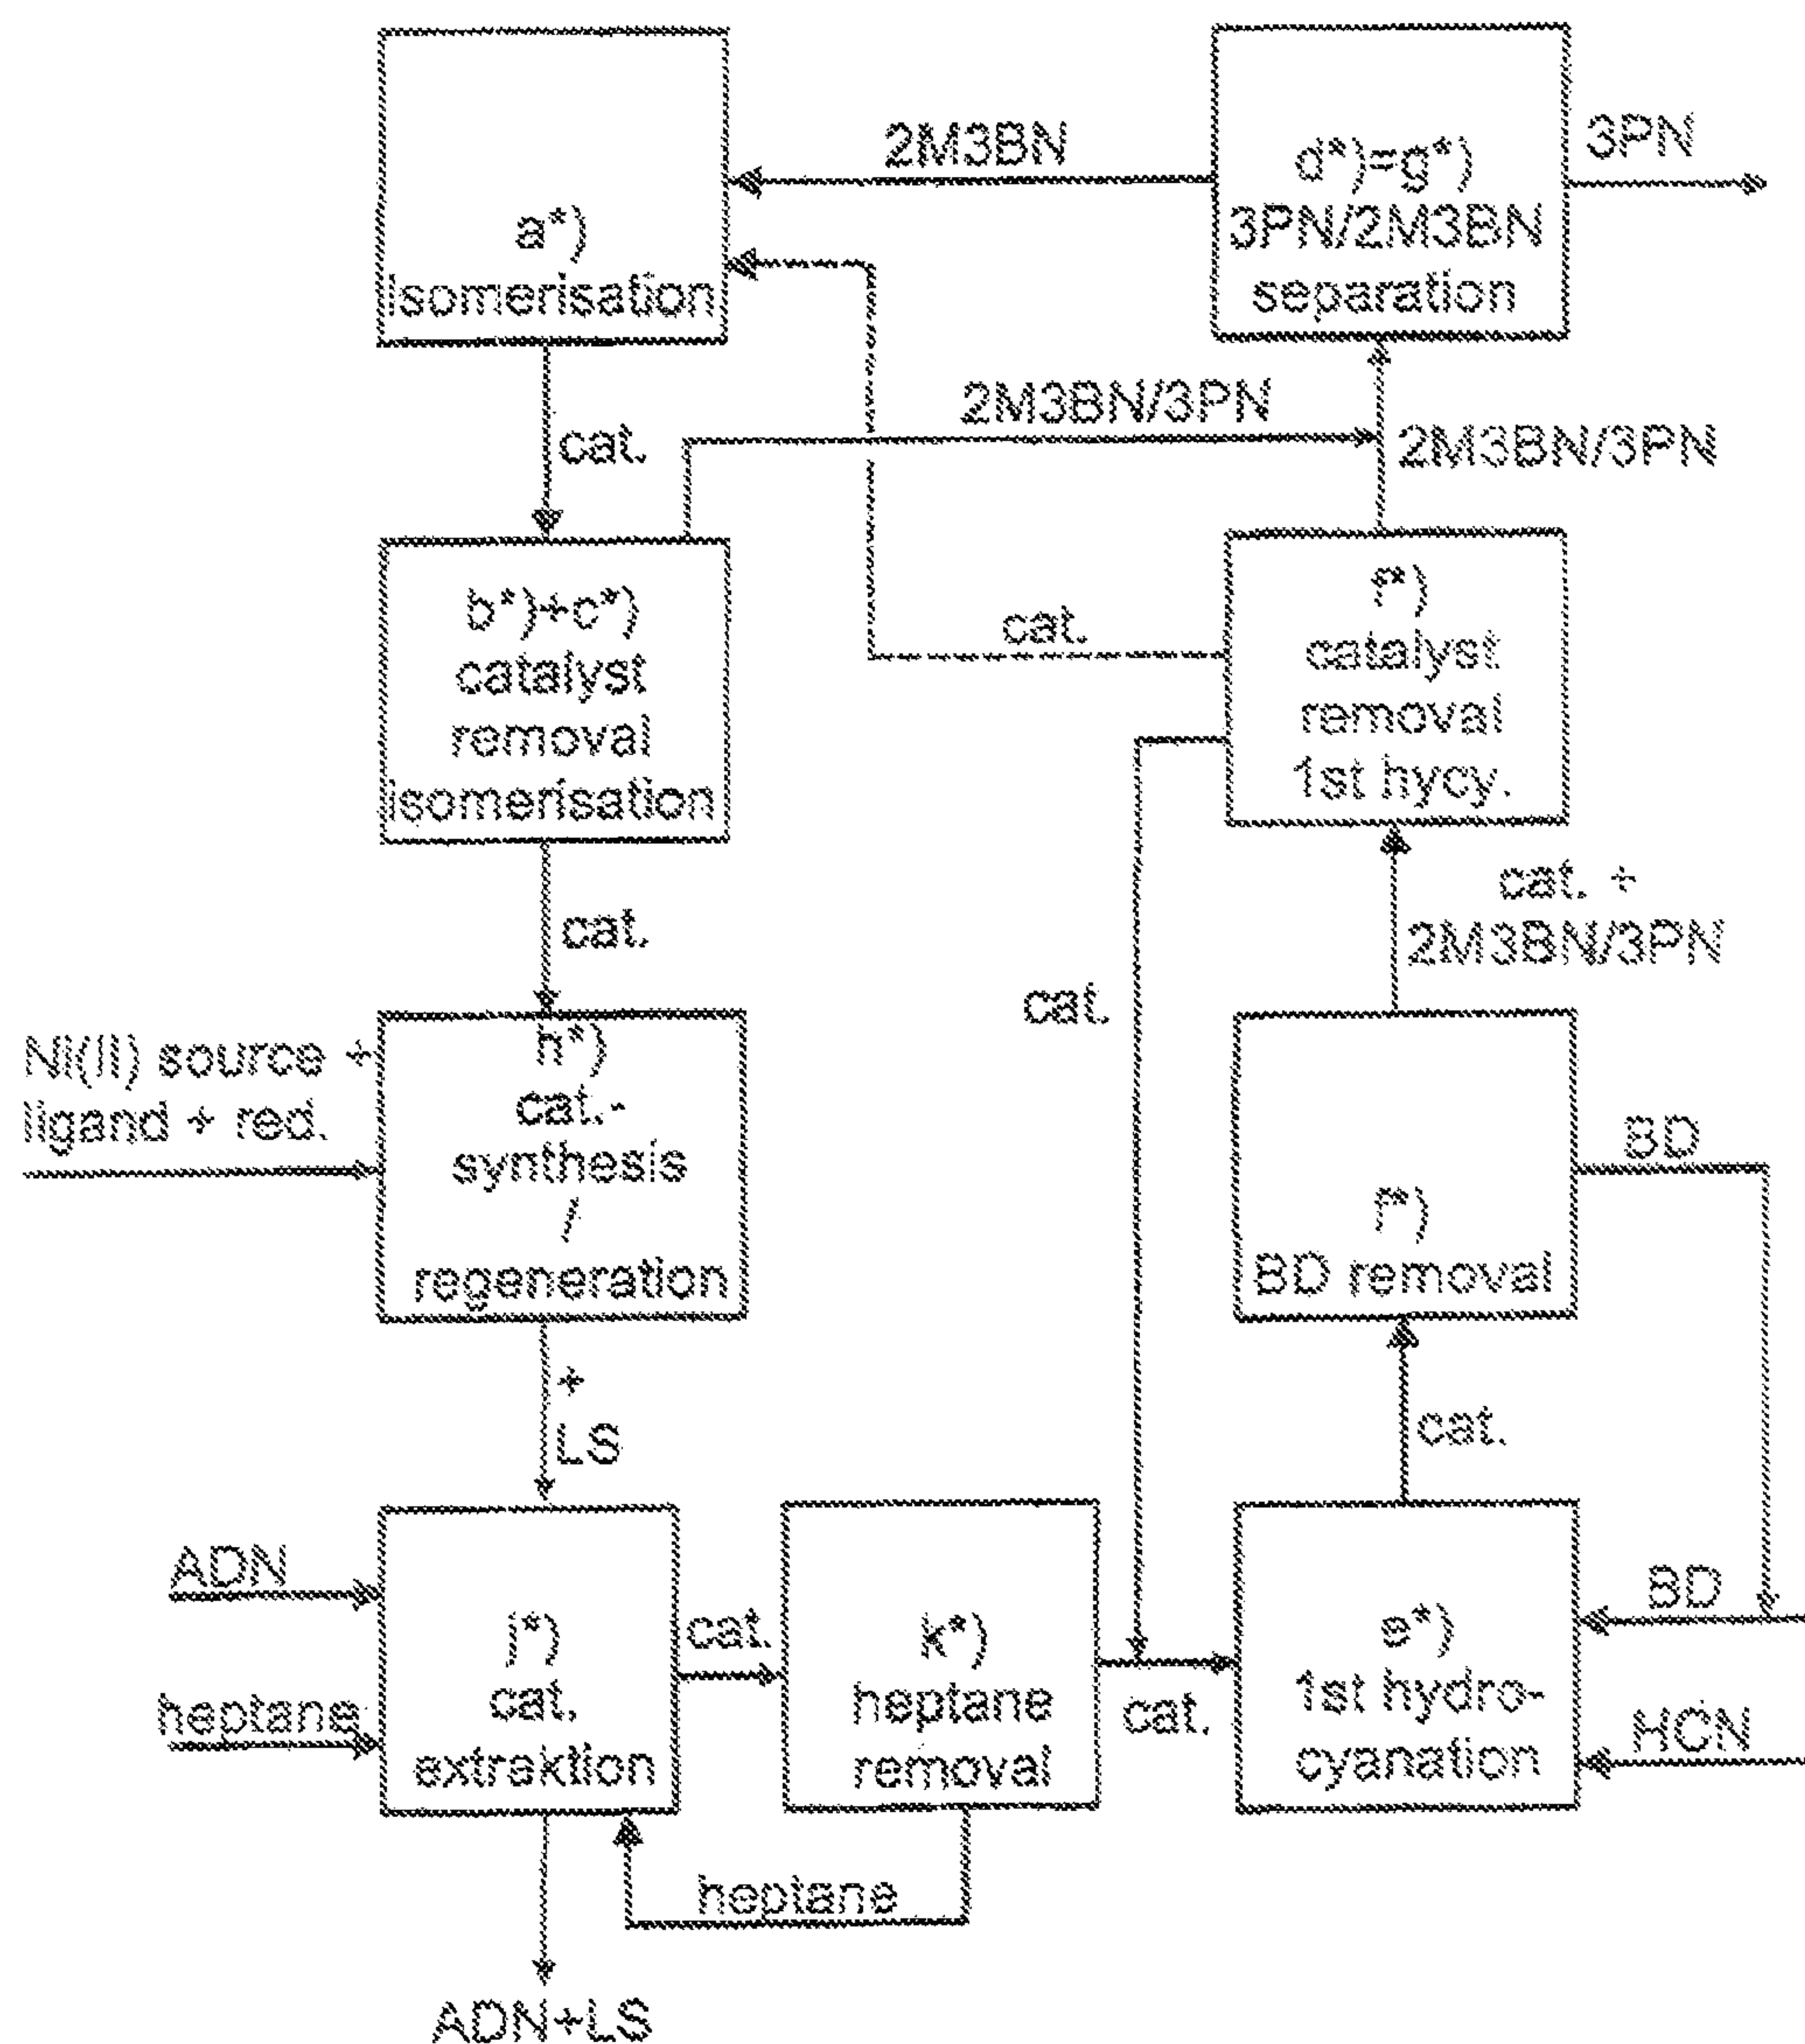 2M3BN
3PN
a*)
Isomerisation
d*)=g*)
3PN/2M3BN
separation
cat.
2M3BN/3PN
2M3BN/3PN
b*)+c*)
catalyst
removal
isomerisation
cat.
f*)
catalyst
removal
1st hycy.
cat.
cat. +
2M3BN/3PN
cat.
Ni(II) source +
ligand + red.
h*)
cat.-
synthesis
/
regeneration
BD
f*)
BD removal
+
LS
cat.
ADN
heptane
j*)
cat.
extraktion
cat.
k*)
heptane
removal
cat.
e*)
1st hydro-
cyanation
BD
HCN
heptane
ADN+LS